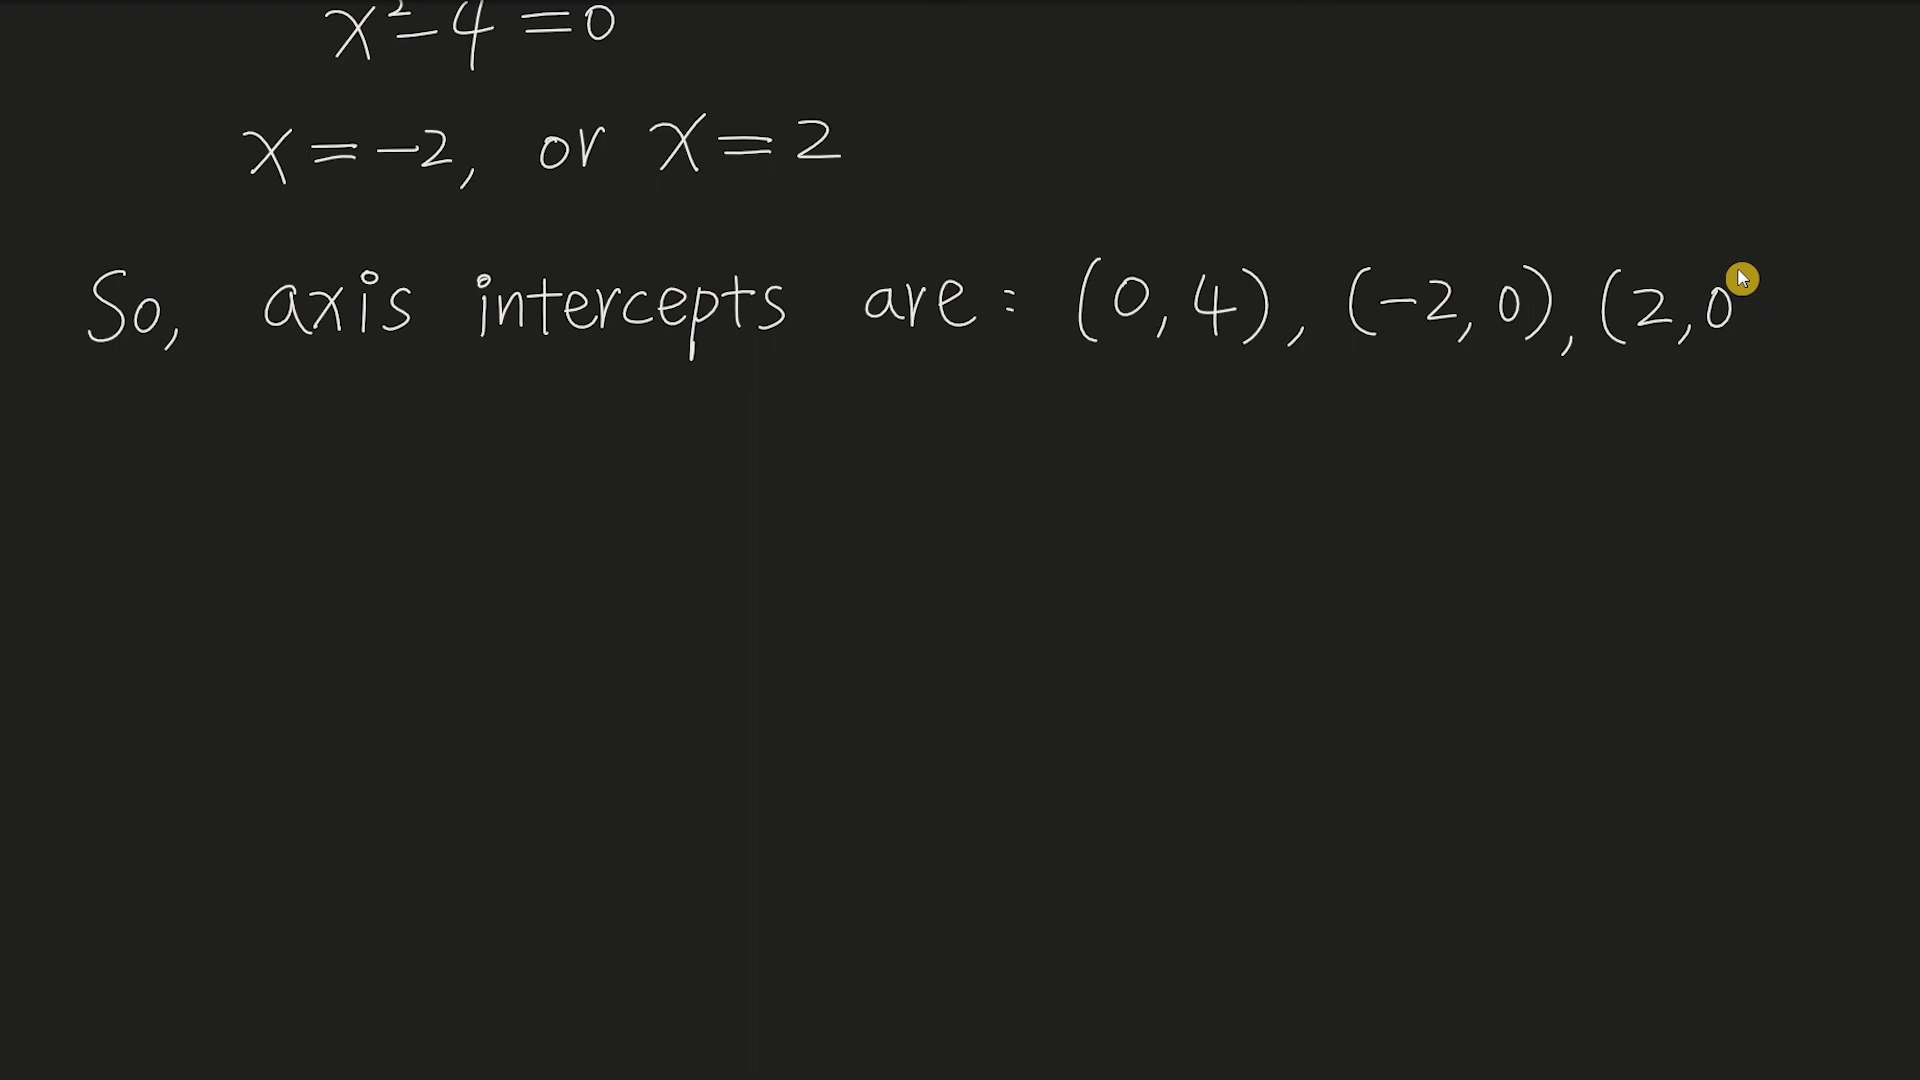 x²-4=0
x=-2, or x=2
So, axis intercepts are: (0,4), (-2,0), (2,0